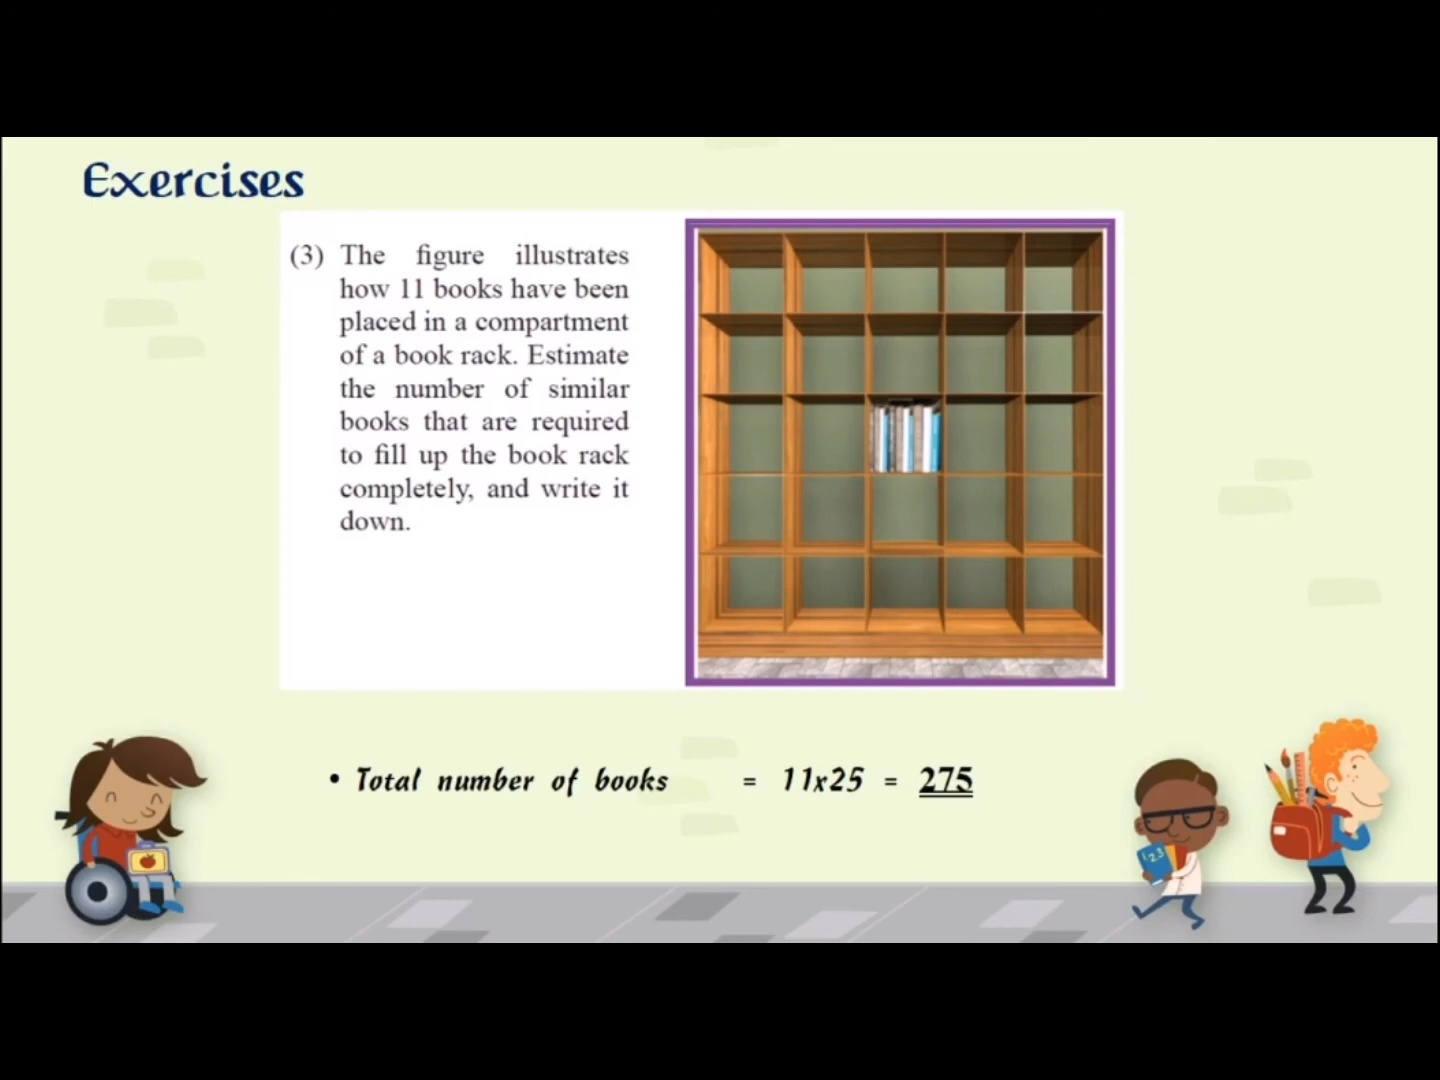 Exercises
(3) The figure illustrates
how 11 books have been
placed in a compartment
of a book rack. Estimate
the number of similar
books that are required
to fill up the book rack
completely, and write it
down.
• Total number of books = 11x25 = 275
123